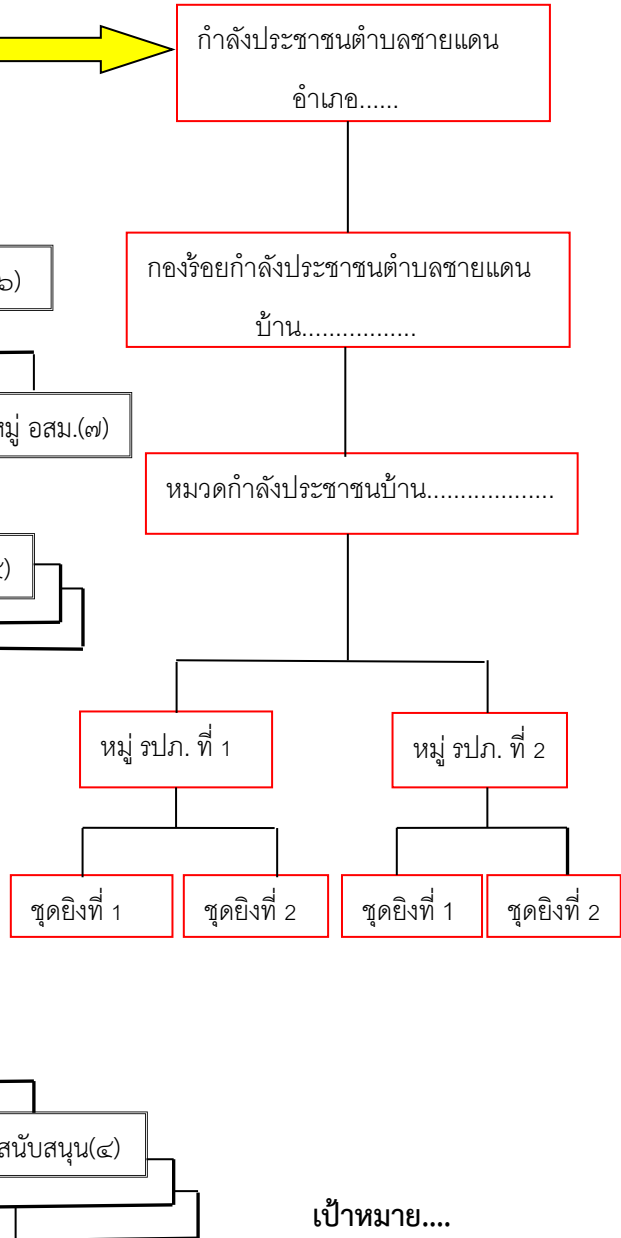 กำลังประชาชนตำบลชายแดน
อำเภอ......
๖)
กองร้อยกำลังประชาชนตำบลชายแดน
บ้าน.................
หมู่ อสม.(๗)
หมวดกำลังประชาชนบ้าน...................
)
หมู่ รปภ. ที่ 1
หมู่ รปภ. ที่ 2
ชุดยิงที่ 1
ชุดยิงที่ 2
ชุดยิงที่ 1
ชุดยิงที่ 2
สนับสนุน(๔)
เป้าหมาย....